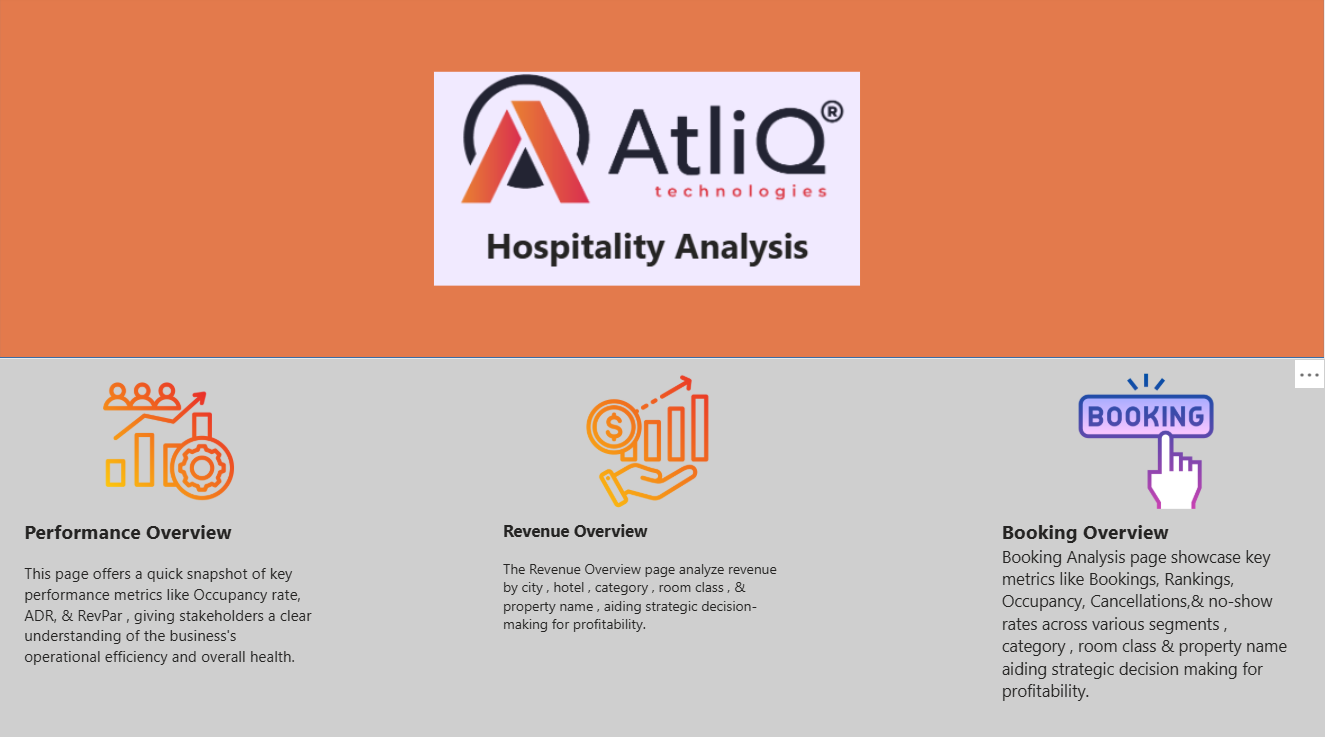 AtliQ®
technologies
Hospitality Analysis
BOOKING
Performance Overview
This page offers a quick snapshot of key
performance metrics like Occupancy rate,
ADR, & RevPar , giving stakeholders a clear
understanding of the business's
operational efficiency and overall health.
Revenue Overview
The Revenue Overview page analyze revenue
by city , hotel , category , room class , &
property name , aiding strategic decision-
making for profitability.
Booking Overview
Booking Analysis page showcase key
metrics like Bookings, Rankings,
Occupancy, Cancellations,& no-show
rates across various segments ,
category , room class & property name
aiding strategic decision making for
profitability.